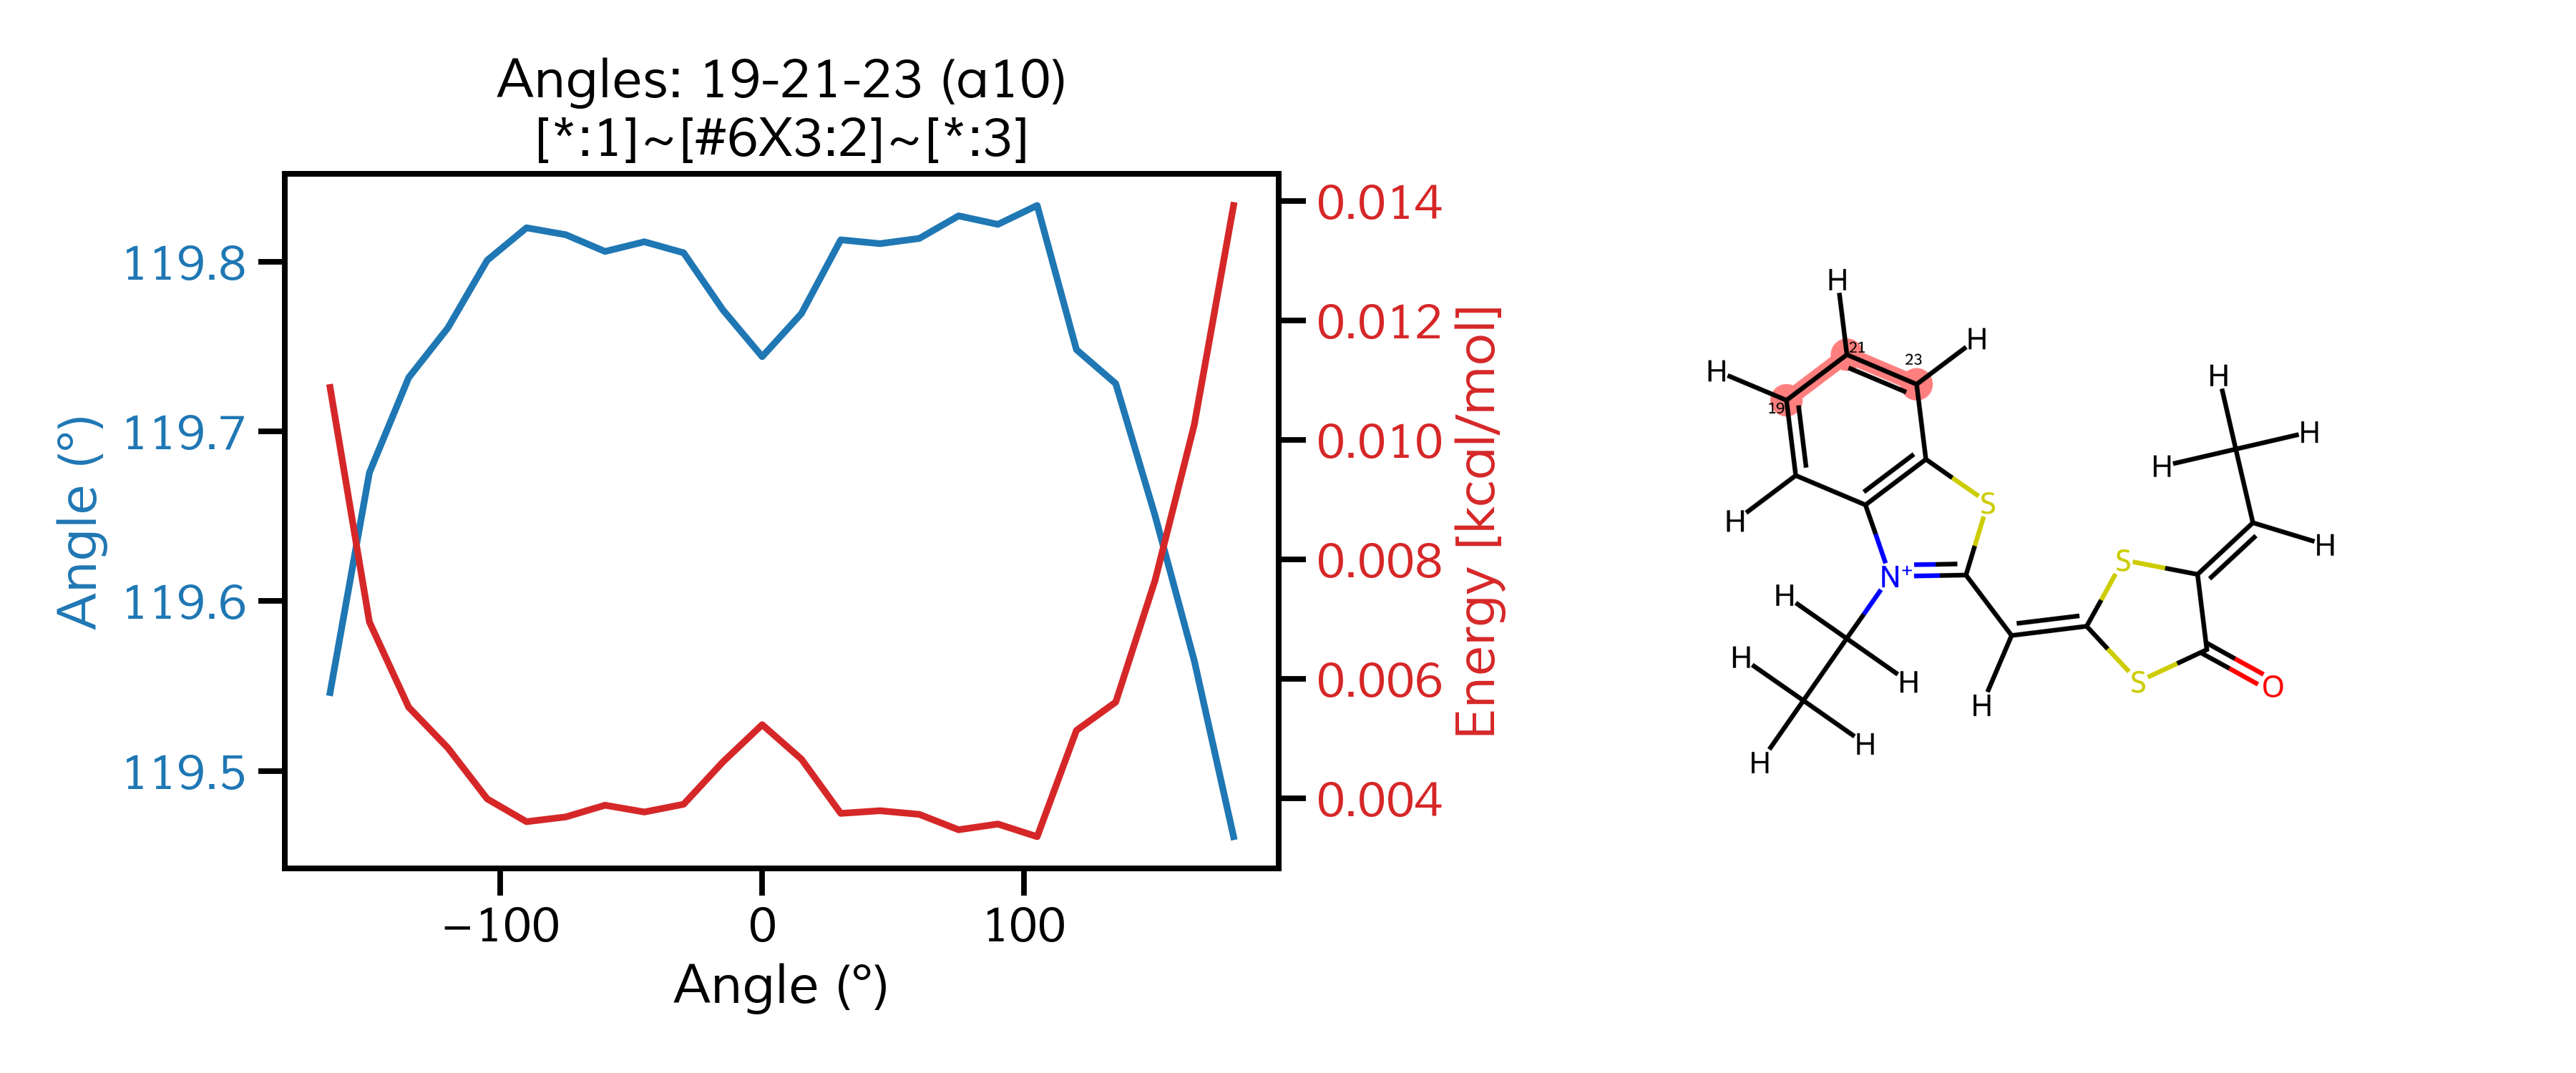 Angles: 19-21-23 (a10)
[*:1]~[#6X3:2]~[*:3]
Angle (°)
119.8
119.7
119.6
119.5
0.014
0.012
0.010
0.008
0.006
0.004
Energy [kcal/mol]
−100 0 100
Angle (°)
H
H
21
23
H
19
H
H
H
H
S
H
S
H
N⁺
H
H
H
S
O
H
H
H